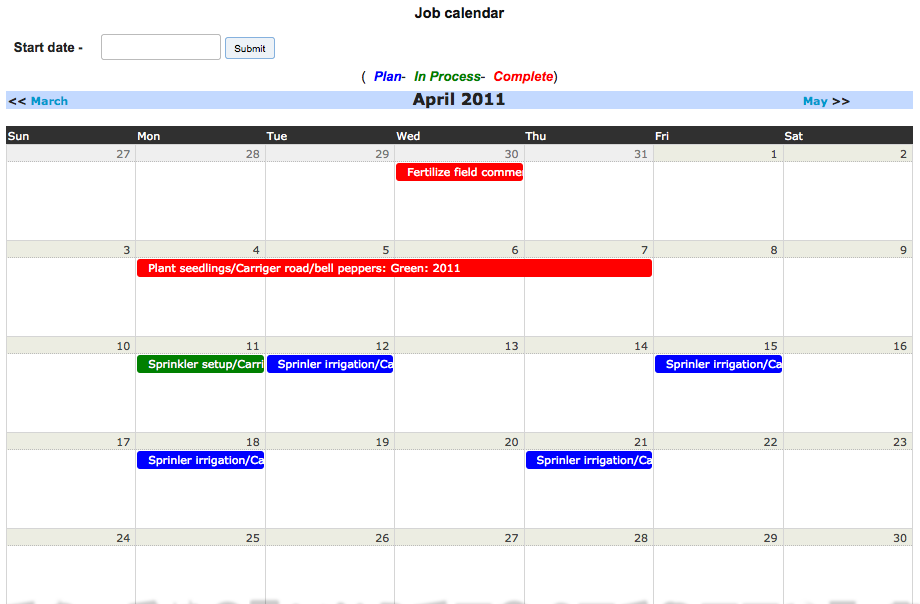 Job calendar
Start date -
Submit
( Plan- In Process- Complete)
<< March April 2011 May >>
Sun Mon Tue Wed Thu Fri Sat
27 28 29 30 31 1 2
Fertilize field comme
3 4 5 6 7 8 9
Plant seedlings/Carriger road/bell peppers: Green: 2011
10 11 12 13 14 15 16
Sprinkler setup/Carri Sprinler irrigation/Ca Sprinler irrigation/Ca
17 18 19 20 21 22 23
Sprinler irrigation/Ca Sprinler irrigation/Ca
24 25 26 27 28 29 30